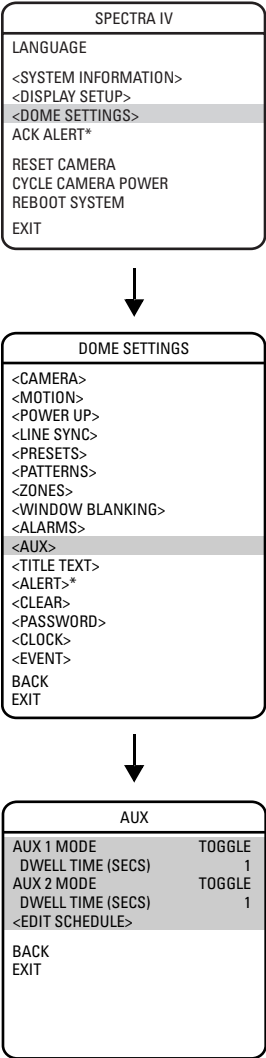 SPECTRA IV
LANGUAGE
<SYSTEM INFORMATION>
<DISPLAY SETUP>
<DOME SETTINGS>
ACK ALERT*
RESET CAMERA
CYCLE CAMERA POWER
REBOOT SYSTEM
EXIT
DOME SETTINGS
<CAMERA>
<MOTION>
<POWER UP>
<LINE SYNC>
<PRESETS>
<PATTERNS>
<ZONES>
<WINDOW BLANKING>
<ALARMS>
<AUX>
<TITLE TEXT>
<ALERT>*
<CLEAR>
<PASSWORD>
<CLOCK>
<EVENT>
BACK
EXIT
AUX
AUX 1 MODE TOGGLE
DWELL TIME (SECS) 1
AUX 2 MODE TOGGLE
DWELL TIME (SECS) 1
<EDIT SCHEDULE>
BACK
EXIT